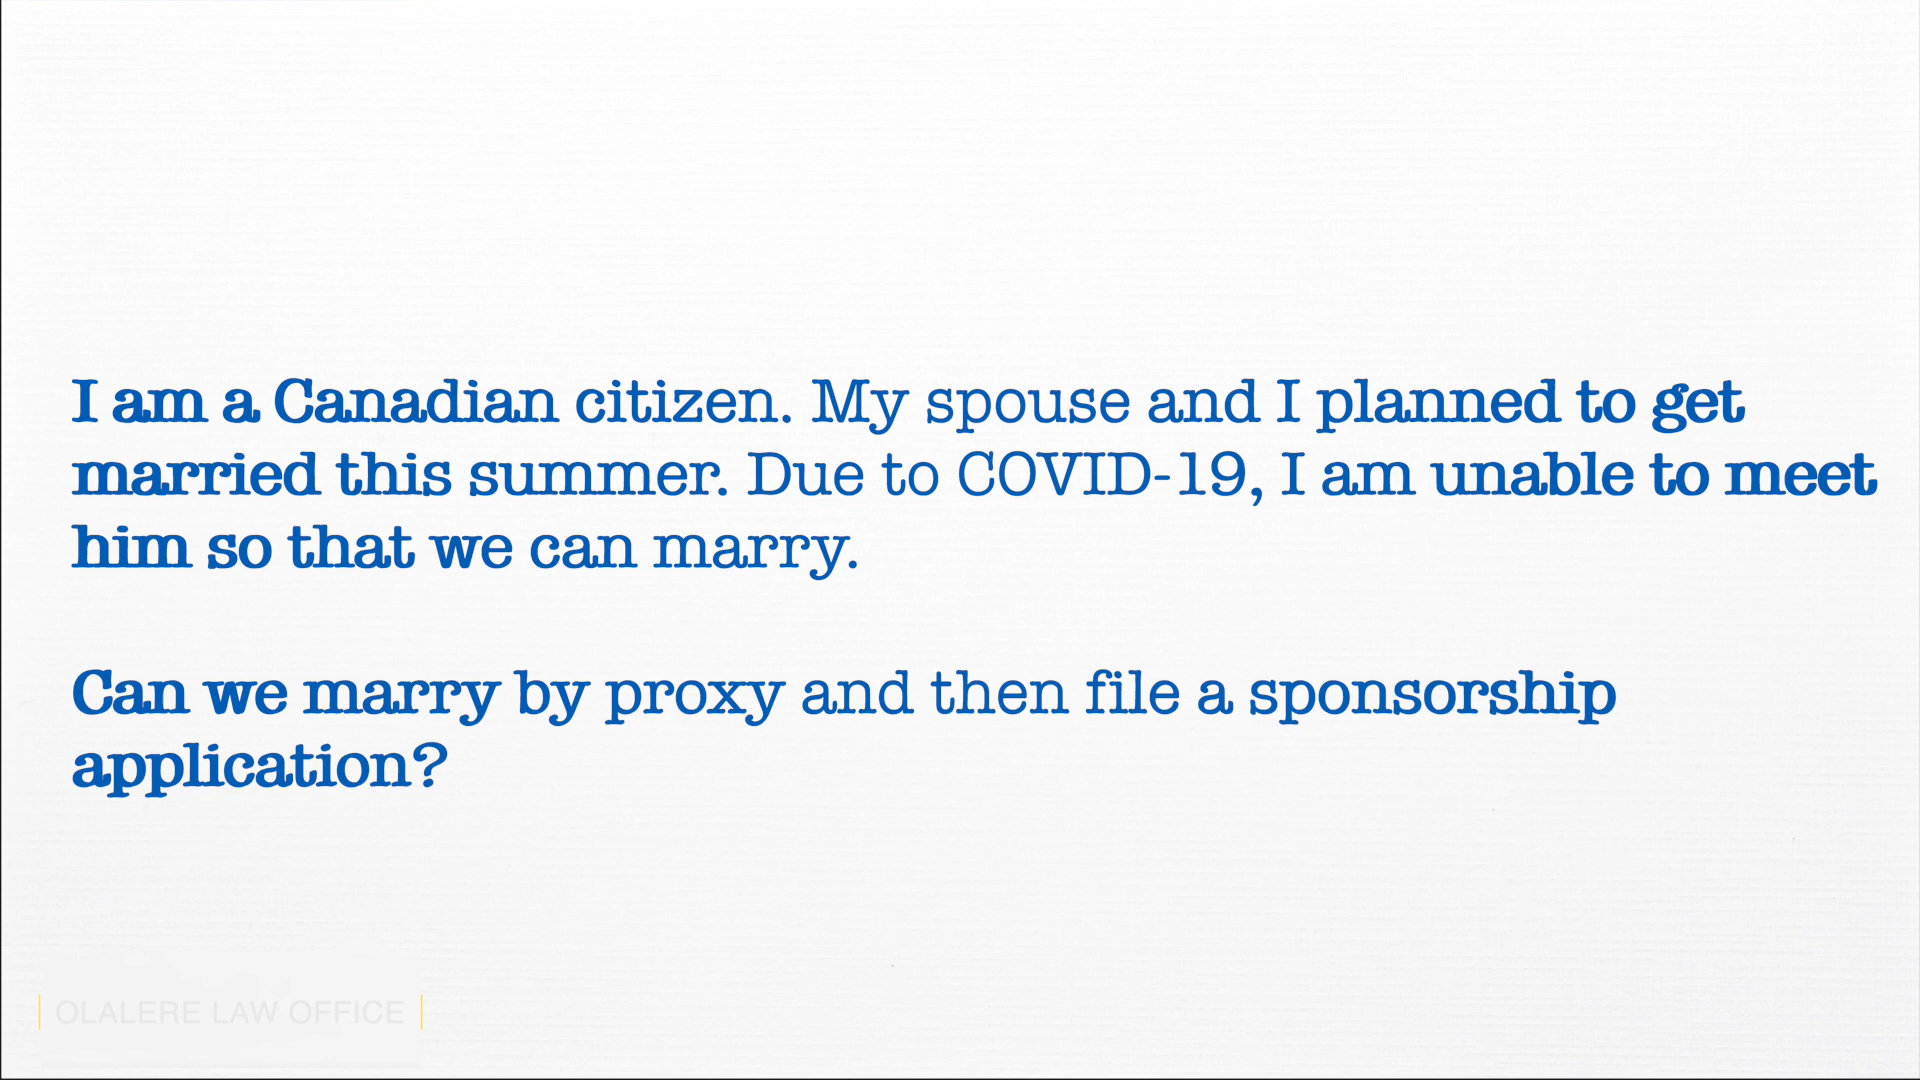 I am a Canadian citizen. My spouse and I planned to get
married this summer. Due to COVID-19, I am unable to meet
him so that we can marry.
Can we marry by proxy and then file a sponsorship
application?
OLALERE LAW OFFICE